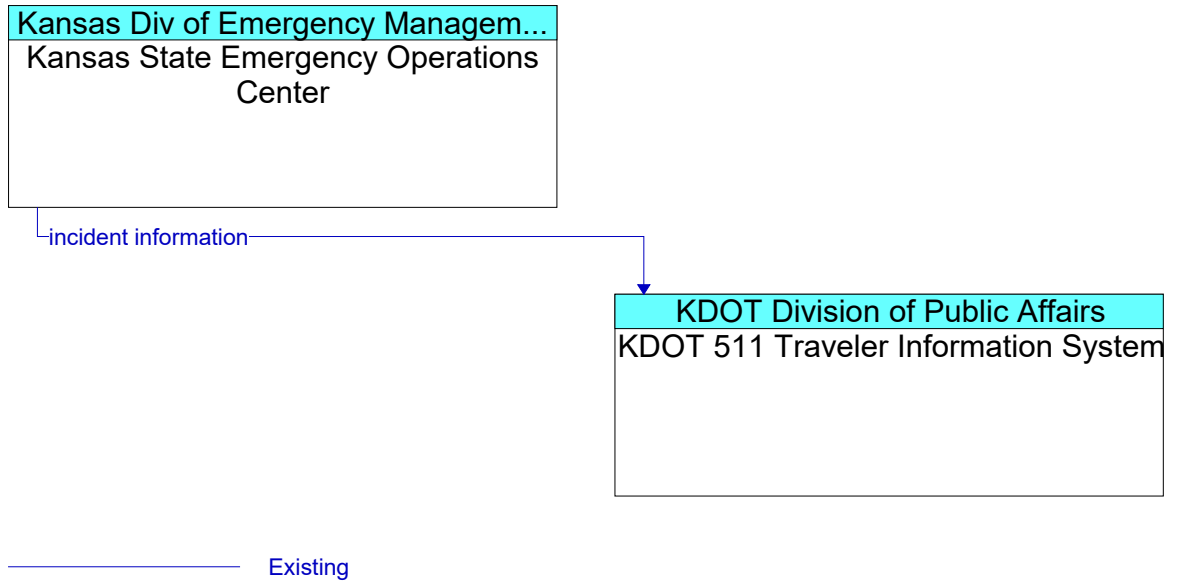 Kansas Div of Emergency Managem...
Kansas State Emergency Operations
Center
incident information
KDOT Division of Public Affairs
KDOT 511 Traveler Information System
Existing